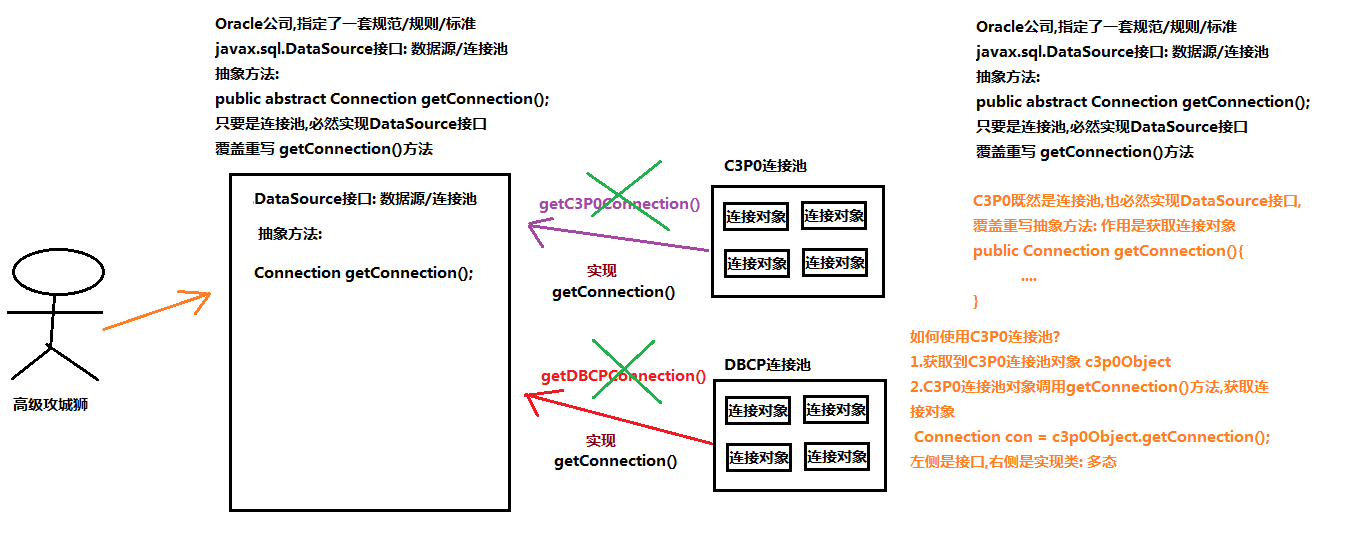 Oracle公司,指定了一套规范/规则/标准
javax.sql.DataSource接口: 数据源/连接池
抽象方法:
public abstract Connection getConnection();
只要是连接池,必然实现DataSource接口
覆盖重写 getConnection()方法
DataSource接口: 数据源/连接池
抽象方法:
Connection getConnection();
高级攻城狮
getC3P0Connection()
实现
getConnection()
getDBCPConnection()
实现
getConnection()
C3P0连接池
连接对象
连接对象
连接对象
连接对象
DBCP连接池
连接对象
连接对象
连接对象
连接对象
Oracle公司,指定了一套规范/规则/标准
javax.sql.DataSource接口: 数据源/连接池
抽象方法:
public abstract Connection getConnection();
只要是连接池,必然实现DataSource接口
覆盖重写 getConnection()方法
C3P0既然是连接池,也必然实现DataSource接口,
覆盖重写抽象方法: 作用是获取连接对象
public Connection getConnection(){
....
}
如何使用C3P0连接池?
1.获取到C3P0连接池对象 c3p0Object
2.C3P0连接池对象调用getConnection()方法,获取连
接对象
Connection con = c3p0Object.getConnection();
左侧是接口,右侧是实现类: 多态